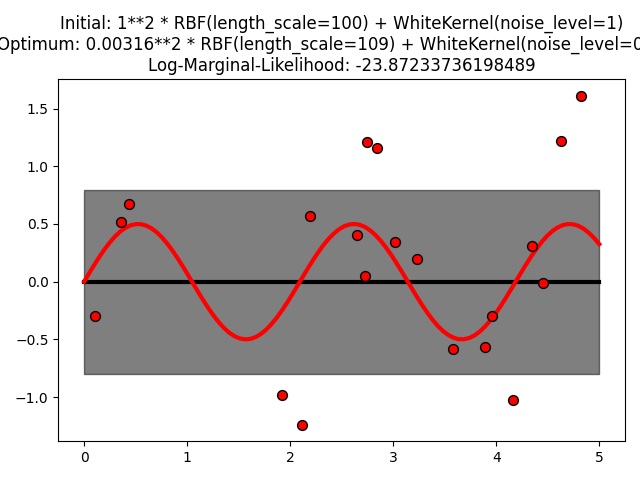 Initial: 1**2 * RBF(length_scale=100) + WhiteKernel(noise_level=1)
Optimum: 0.00316**2 * RBF(length_scale=109) + WhiteKernel(noise_level=0
Log-Marginal-Likelihood: -23.87233736198489
1.5
1.0
0.5
0.0
−0.5
−1.0
0 1 2 3 4 5